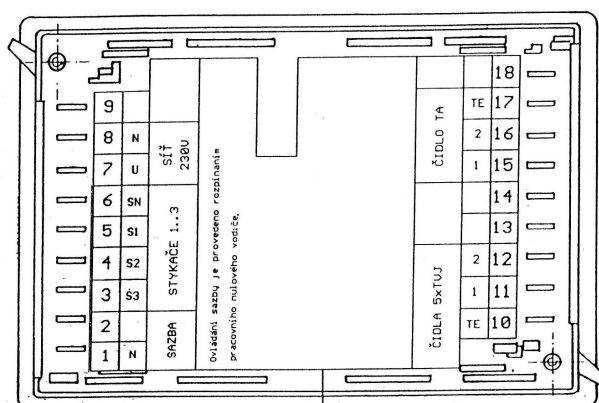 9
8 N
7 U
6 SN
5 S1
4 S2
3 S3
2
1 N
SÍŤ
230V
STYKAČE 1..3
SAZBA
Ovládání sazby je provedeno rozpínáním
pracovního nulového vodiče.
ČIDLO TA
ČIDLA 5xTUJ
18
TE 17
2 16
1 15
14
13
2 12
1 11
TE 10